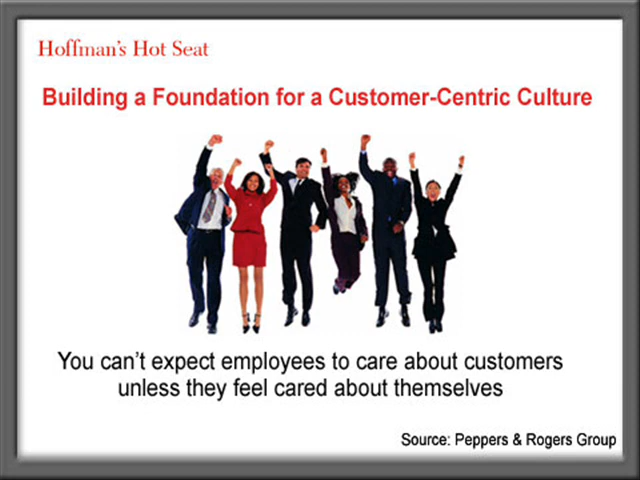 Hoffman's Hot Seat
Building a Foundation for a Customer-Centric Culture
You can't expect employees to care about customers
unless they feel cared about themselves
Source: Peppers & Rogers Group